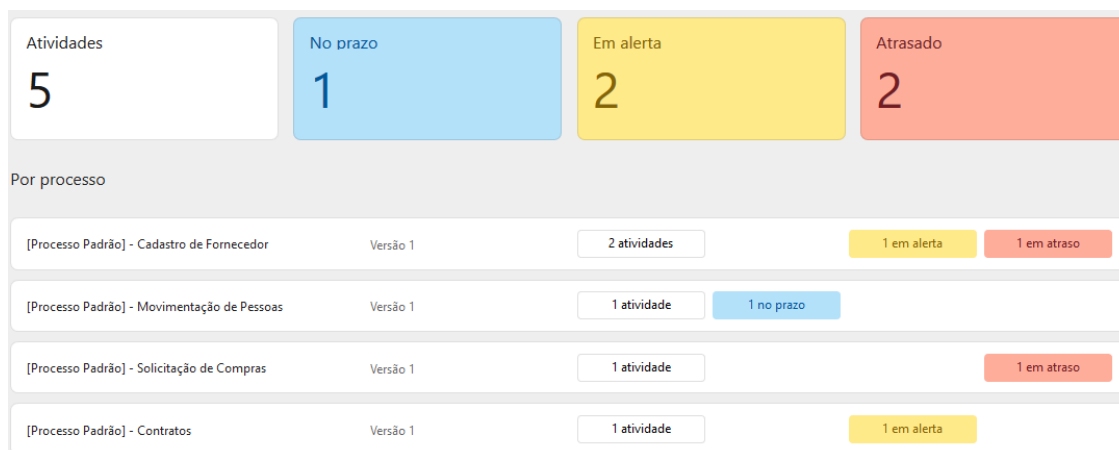 Atividades
5
No prazo
1
Em alerta
2
Atrasado
2
Por processo
[Processo Padrão] - Cadastro de Fornecedor Versão 1 2 atividades 1 em alerta 1 em atraso
[Processo Padrão] - Movimentação de Pessoas Versão 1 1 atividade 1 no prazo
[Processo Padrão] - Solicitação de Compras Versão 1 1 atividade 1 em atraso
[Processo Padrão] - Contratos Versão 1 1 atividade 1 em alerta